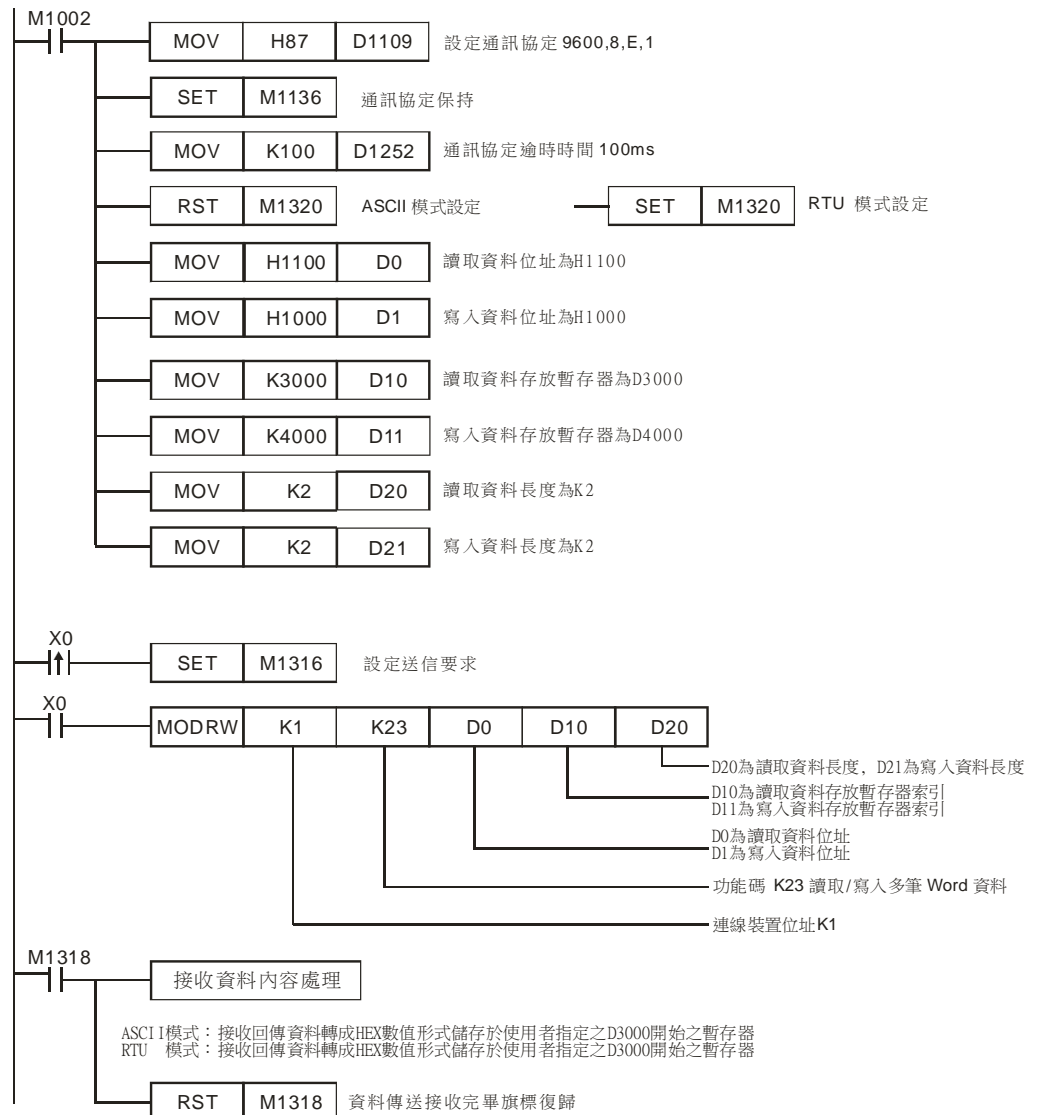 M1002
MOV H87 D1109 設定通訊協定 9600,8,E,1
SET M1136 通訊協定保持
MOV K100 D1252 通訊協定逾時時間 100ms
RST M1320 ASCII 模式設定 SET M1320 RTU 模式設定
MOV H1100 D0 讀取資料位址為H1100
MOV H1000 D1 寫入資料位址為H1000
MOV K3000 D10 讀取資料存放暫存器為D3000
MOV K4000 D11 寫入資料存放暫存器為D4000
MOV K2 D20 讀取資料長度為K2
MOV K2 D21 寫入資料長度為K2
X0
SET M1316 設定送信要求
X0
MODRW K1 K23 D0 D10 D20
D20為讀取資料長度, D21為寫入資料長度
D10為讀取資料存放暫存器索引
D11為寫入資料存放暫存器索引
D0為讀取資料位址
D1為寫入資料位址
功能碼 K23 讀取/寫入多筆 Word 資料
連線裝置位址K1
M1318
接收資料內容處理
ASCII模式：接收回傳資料轉成HEX數值形式儲存於使用者指定之D3000開始之暫存器
RTU 模式：接收回傳資料轉成HEX數值形式儲存於使用者指定之D3000開始之暫存器
RST M1318 資料傳送接收完畢旗標復歸